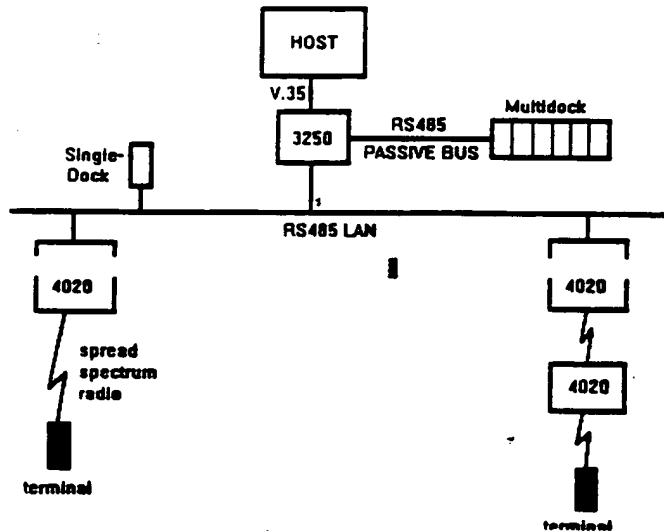 HOST
V.35
Multidock
3250
RS485
PASSIVE BUS
Single-
Dock
RS485 LAN
4020
4020
spread
spectrum
radio
4020
terminal
terminal